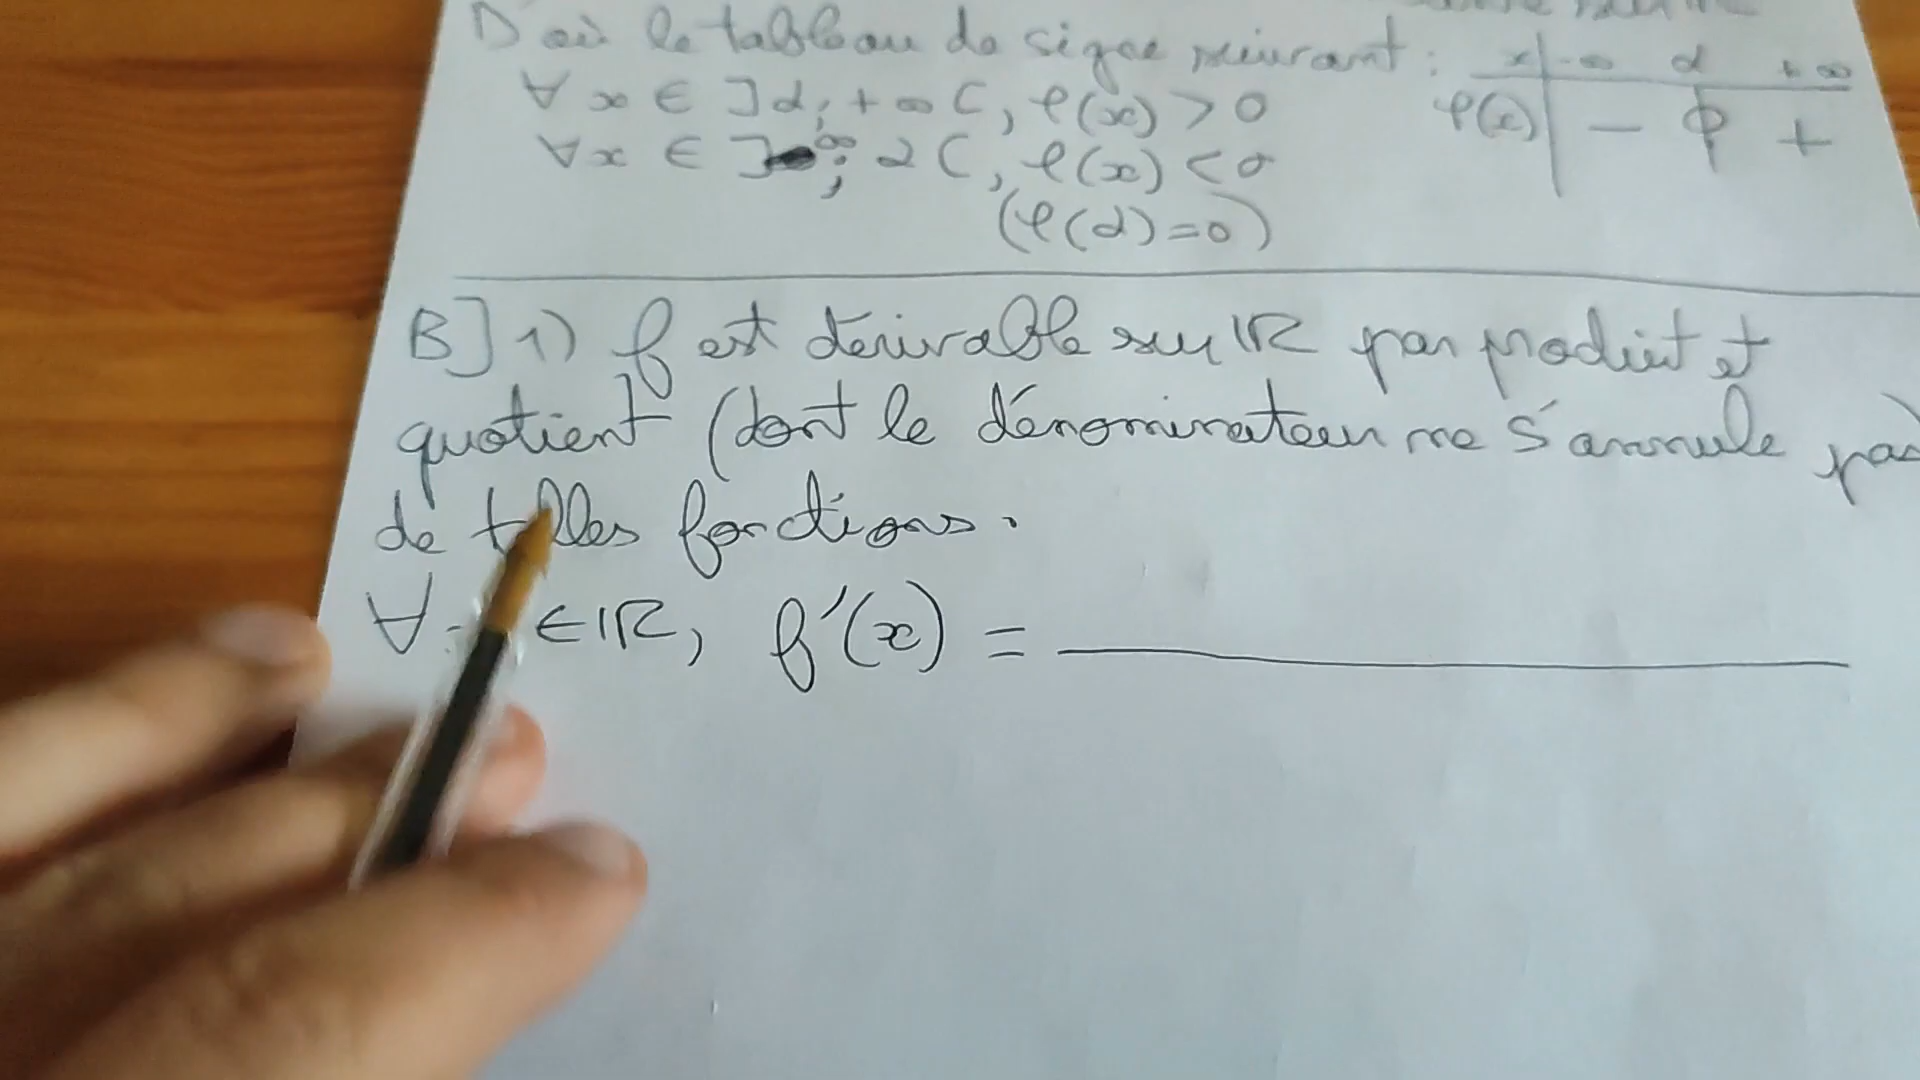 D'où le tableau de signe suivant :
x -∞ α +∞
∀ x ∈ ]α; +∞[, φ(x) > 0
φ(x) - 0 +
∀x ∈ ]-∞; α[, φ(x) < 0
(φ(α)=0)
B] 1) f est dérivable sur ℝ par produit et
quotient (dont le dénominateur ne s'annule pas)
de telles fonctions.
∀ ∈ ℝ, f'(x) =